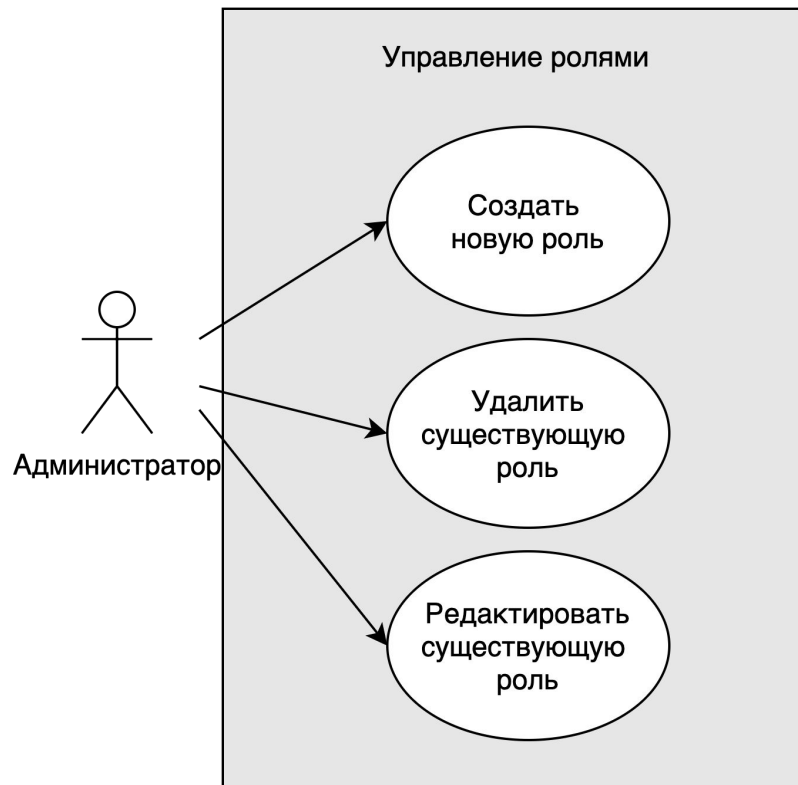 Управление ролями
Создать
новую роль
Удалить
существующую
роль
Администратор
Редактировать
существующую
роль